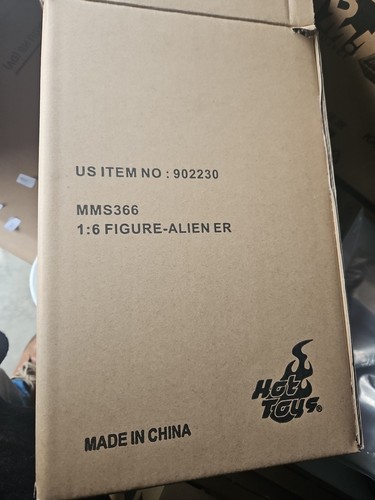 US ITEM NO : 902230
MMS366
1:6 FIGURE-ALIEN ER
Hot
Toys®
MADE IN CHINA